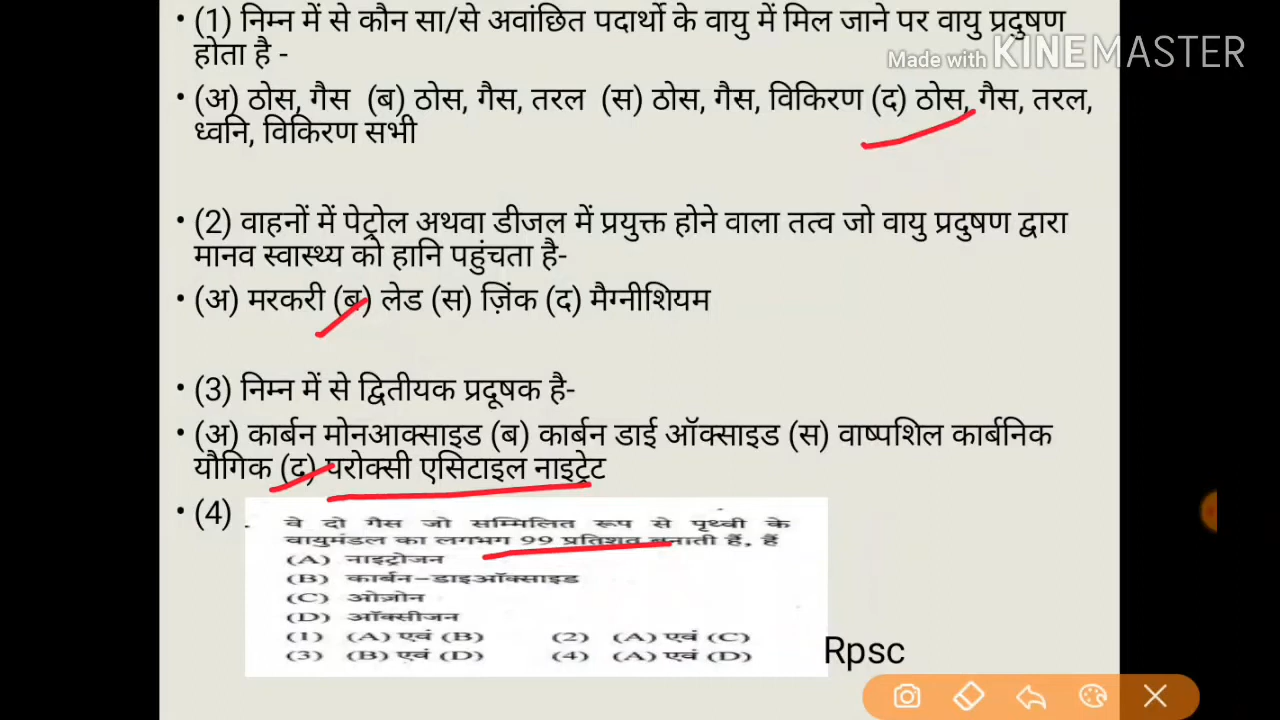 • (1) निम्न में से कौन सा/से अवांछित पदार्थो के वायु में मिल जाने पर वायु प्रदुषण
होता है -
Made with KINEMASTER
• (अ) ठोस, गैस (ब) ठोस, गैस, तरल (स) ठोस, गैस, विकिरण (द) ठोस, गैस, तरल,
ध्वनि, विकिरण सभी
• (2) वाहनों में पेट्रोल अथवा डीजल में प्रयुक्त होने वाला तत्व जो वायु प्रदुषण द्वारा
मानव स्वास्थ्य को हानि पहुंचता है-
• (अ) मरकरी (ब) लेड (स) ज़िंक (द) मैग्नीशियम
• (3) निम्न में से द्वितीयक प्रदूषक है-
• (अ) कार्बन मोनआक्साइड (ब) कार्बन डाई ऑक्साइड (स) वाष्पशिल कार्बनिक
यौगिक (द) परोक्सी एसिटाइल नाइट्रेट
• (4)
वे दो गैस जो सम्मिलित रूप से पृथ्वी के
वायुमंडल का लगभग 99 प्रतिशत बनाती हैं, हैं
(A) नाइट्रोजन
(B) कार्बन-डाइऑक्साइड
(C) ओज़ोन
(D) ऑक्सीजन
(1) (A) एवं (B) (2) (A) एवं (C)
(3) (B) एवं (D) (4) (A) एवं (D)
Rpsc